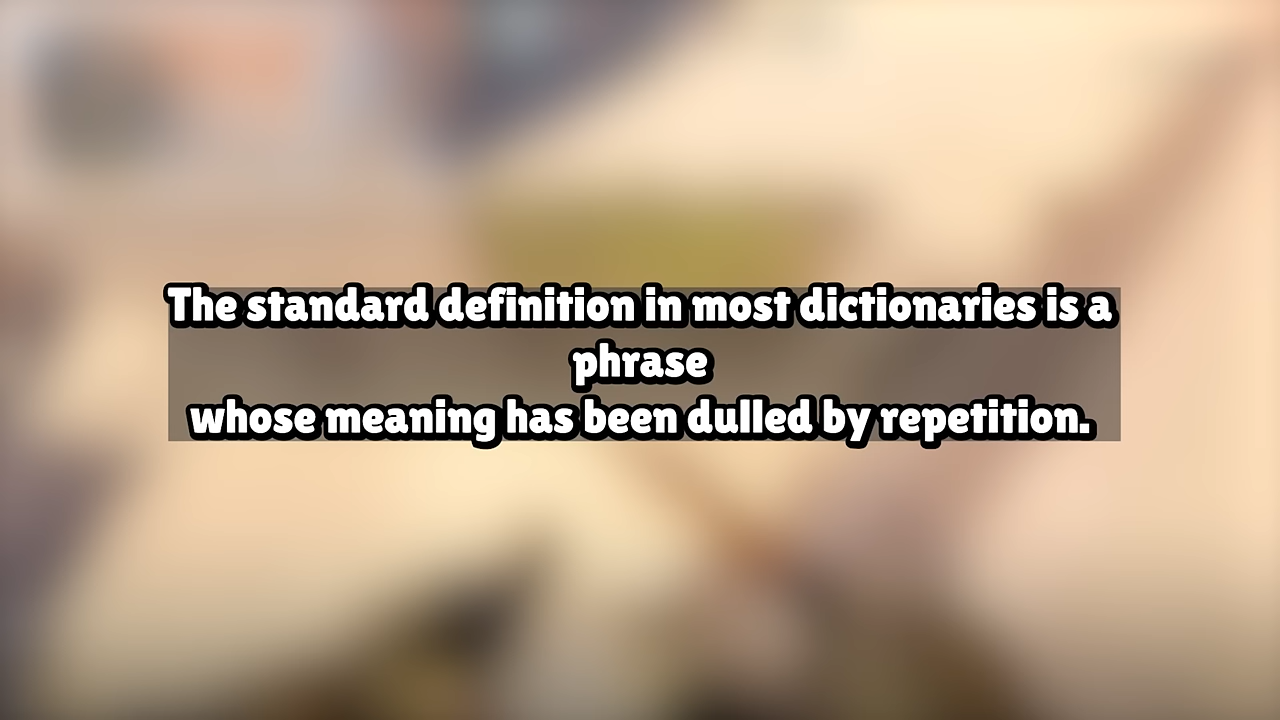 The standard definition in most dictionaries is a
phrase
whose meaning has been dulled by repetition.